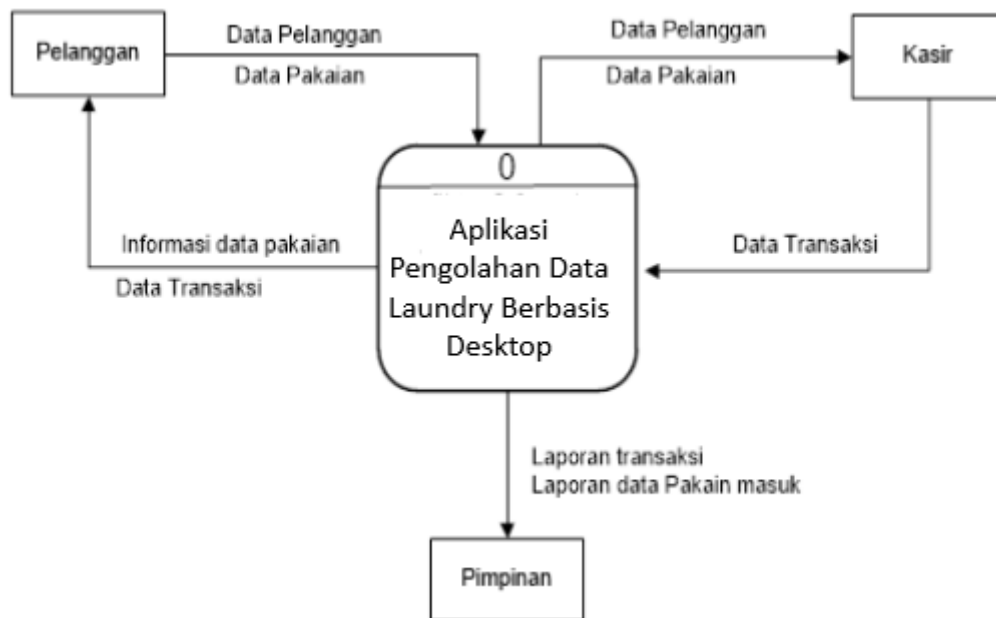 Pelanggan
Data Pelanggan
Data Pakaian
Data Pelanggan
Data Pakaian
Kasir
0
Aplikasi
Pengolahan Data
Laundry Berbasis
Desktop
Informasi data pakaian
Data Transaksi
Data Transaksi
Laporan transaksi
Laporan data Pakain masuk
Pimpinan